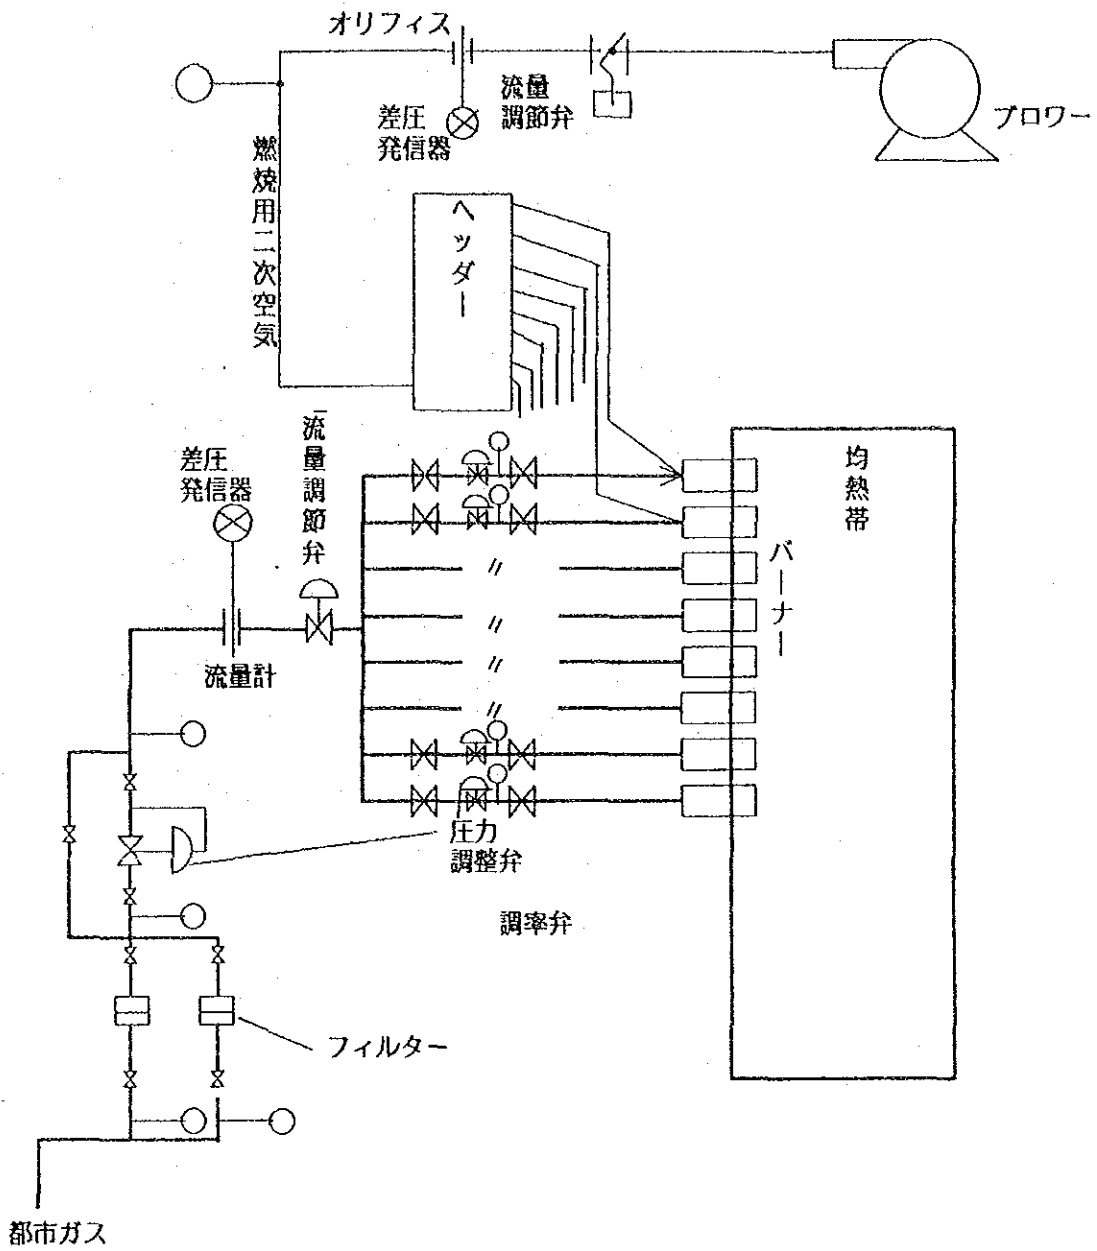 オリフィス
流量
調節弁
差圧
発信器
ブロワー
燃焼用二次空気
ヘッダー
流量調節弁
差圧
発信器
均熱帯
バーナー
〃
〃
〃
〃
流量計
圧力
調整弁
調率弁
フィルター
都市ガス